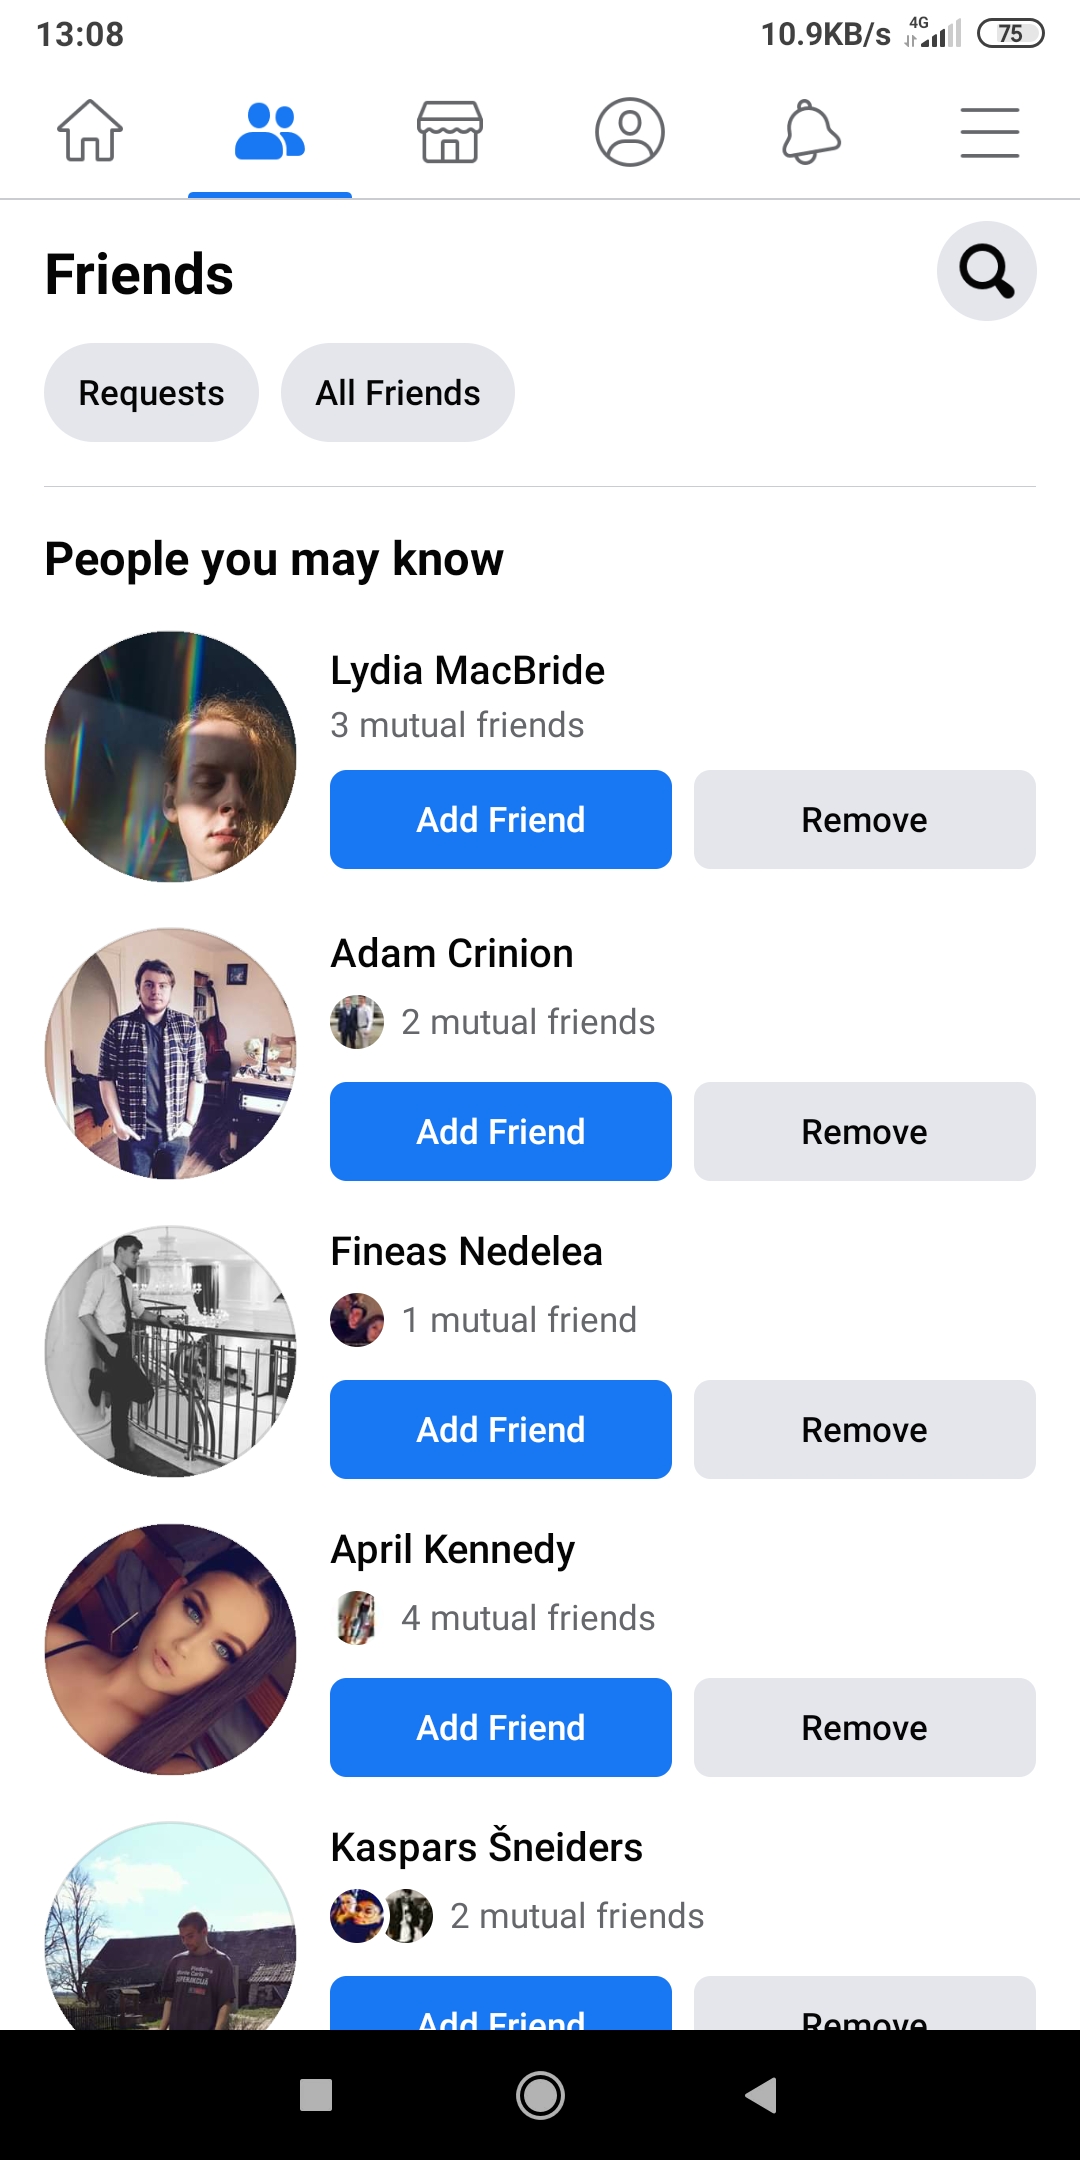 13:08 10.9KB/s 4G 75
Friends
Requests All Friends
People you may know
Lydia MacBride
3 mutual friends
Add Friend Remove
Adam Crinion
2 mutual friends
Add Friend Remove
Fineas Nedelea
1 mutual friend
Add Friend Remove
April Kennedy
4 mutual friends
Add Friend Remove
Kaspars Šneiders
2 mutual friends
Add Friend Remove